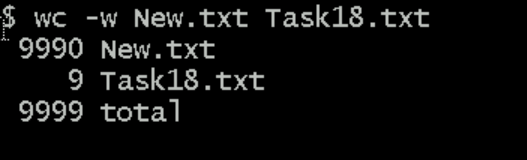 $ wc -w New.txt Task18.txt
9990 New.txt
9 Task18.txt
9999 total